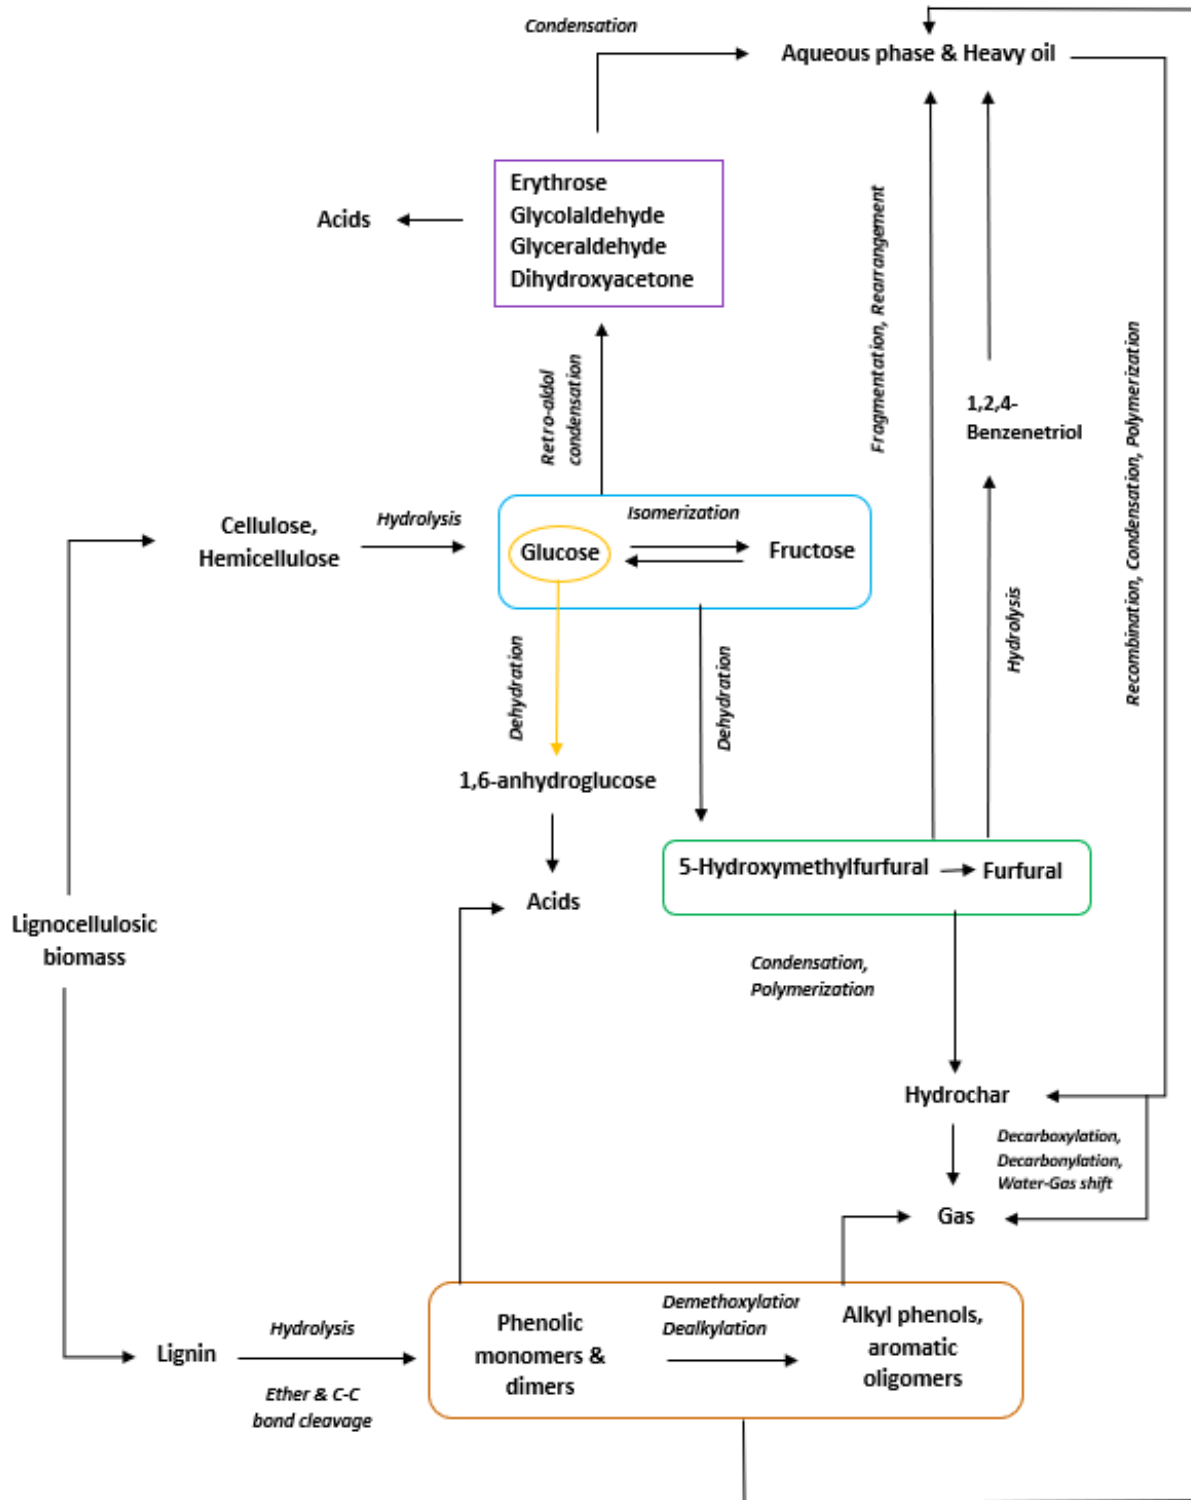 Condensation
Aqueous phase & Heavy oil
Erythrose
Glycolaldehyde
Glyceraldehyde
Dihydroxyacetone
Acids
Fragmentation, Rearrangement
Recombination, Condensation, Polymerization
Retro-aldol
condensation
1,2,4-
Benzenetriol
Cellulose,
Hemicellulose
Hydrolysis
Isomerization
Glucose
Fructose
Hydrolysis
Dehydration
Dehydration
1,6-anhydroglucose
5-Hydroxymethylfurfural
Furfural
Acids
Lignocellulosic
biomass
Condensation,
Polymerization
Hydrochar
Decarboxylation,
Decarbonylation,
Water-Gas shift
Gas
Lignin
Hydrolysis
Ether & C-C
bond cleavage
Phenolic
monomers &
dimers
Demethoxylation
Dealkylation
Alkyl phenols,
aromatic
oligomers